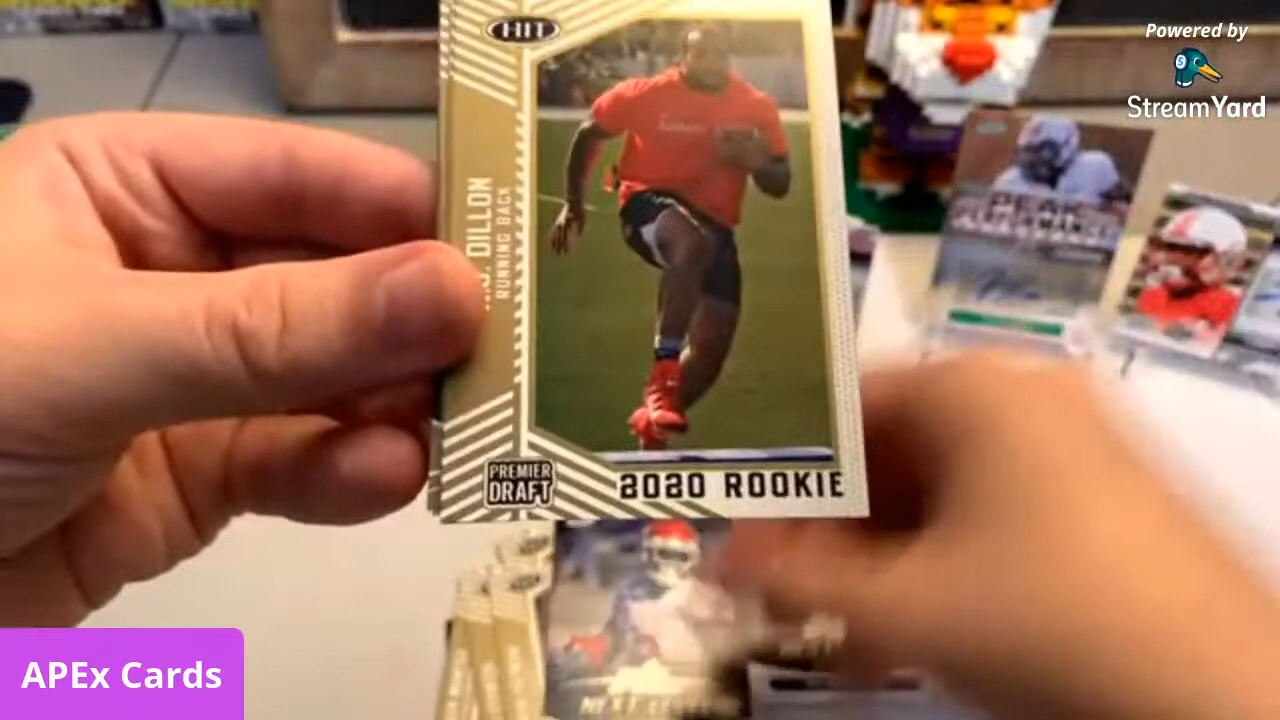 HIT
Powered by
StreamYard
DILLON
RUNNING BACK
PREMIER
DRAFT
2020 ROOKIE
APEx Cards